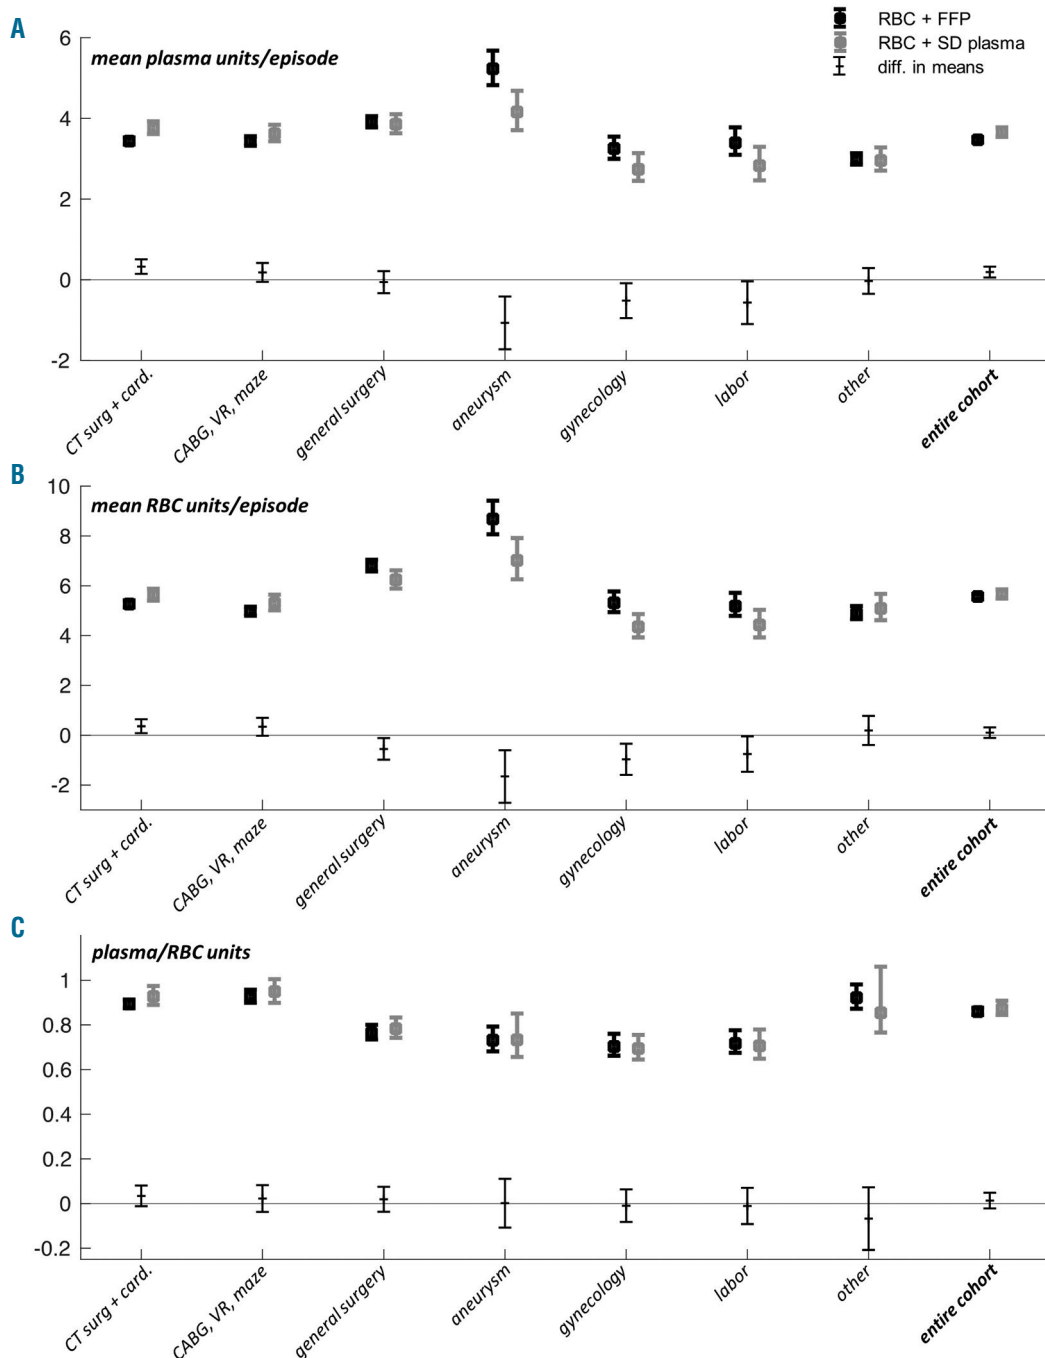 A
RBC + FFP
RBC + SD plasma
diff. in means
mean plasma units/episode
6
4
2
0
-2
CT surg + card.
CABG, VR, maze
general surgery
aneurysm
gynecology
labor
other
entire cohort
B
mean RBC units/episode
10
8
6
4
2
0
-2
CT surg + card.
CABG, VR, maze
general surgery
aneurysm
gynecology
labor
other
entire cohort
C
plasma/RBC units
1
0.8
0.6
0.4
0.2
0
-0.2
CT surg + card.
CABG, VR, maze
general surgery
aneurysm
gynecology
labor
other
entire cohort